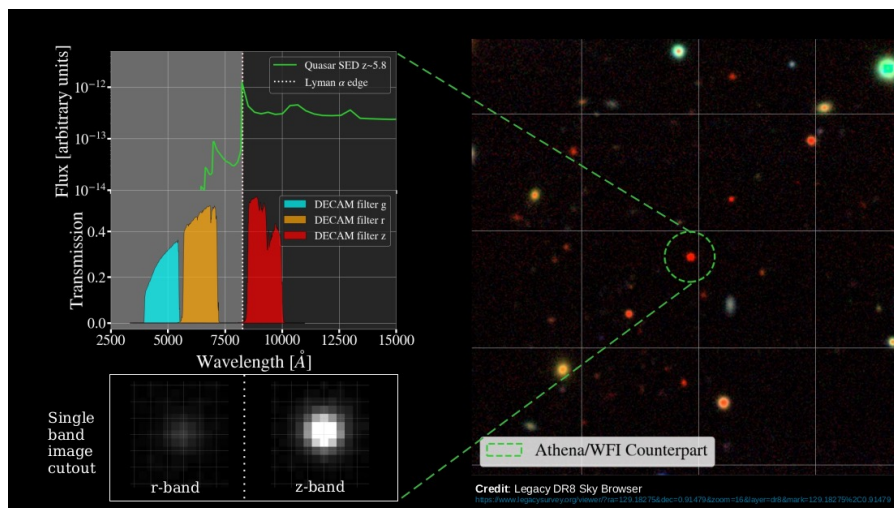 Quasar SED z~5.8
Lyman α edge
Flux [arbitrary units]
10⁻¹²
10⁻¹³
10⁻¹⁴
DECAM filter g
DECAM filter r
DECAM filter z
Transmission
0.4
0.2
0.0
2500 5000 7500 10000 12500 15000
Wavelength [Å]
Single
band
image
cutout
r-band
z-band
Athena/WFI Counterpart
Credit: Legacy DR8 Sky Browser
https://www.legacysurvey.org/viewer/?ra=129.18275&dec=0.91479&zoom=16&layer=dr8&mark=129.18275%2C0.91479